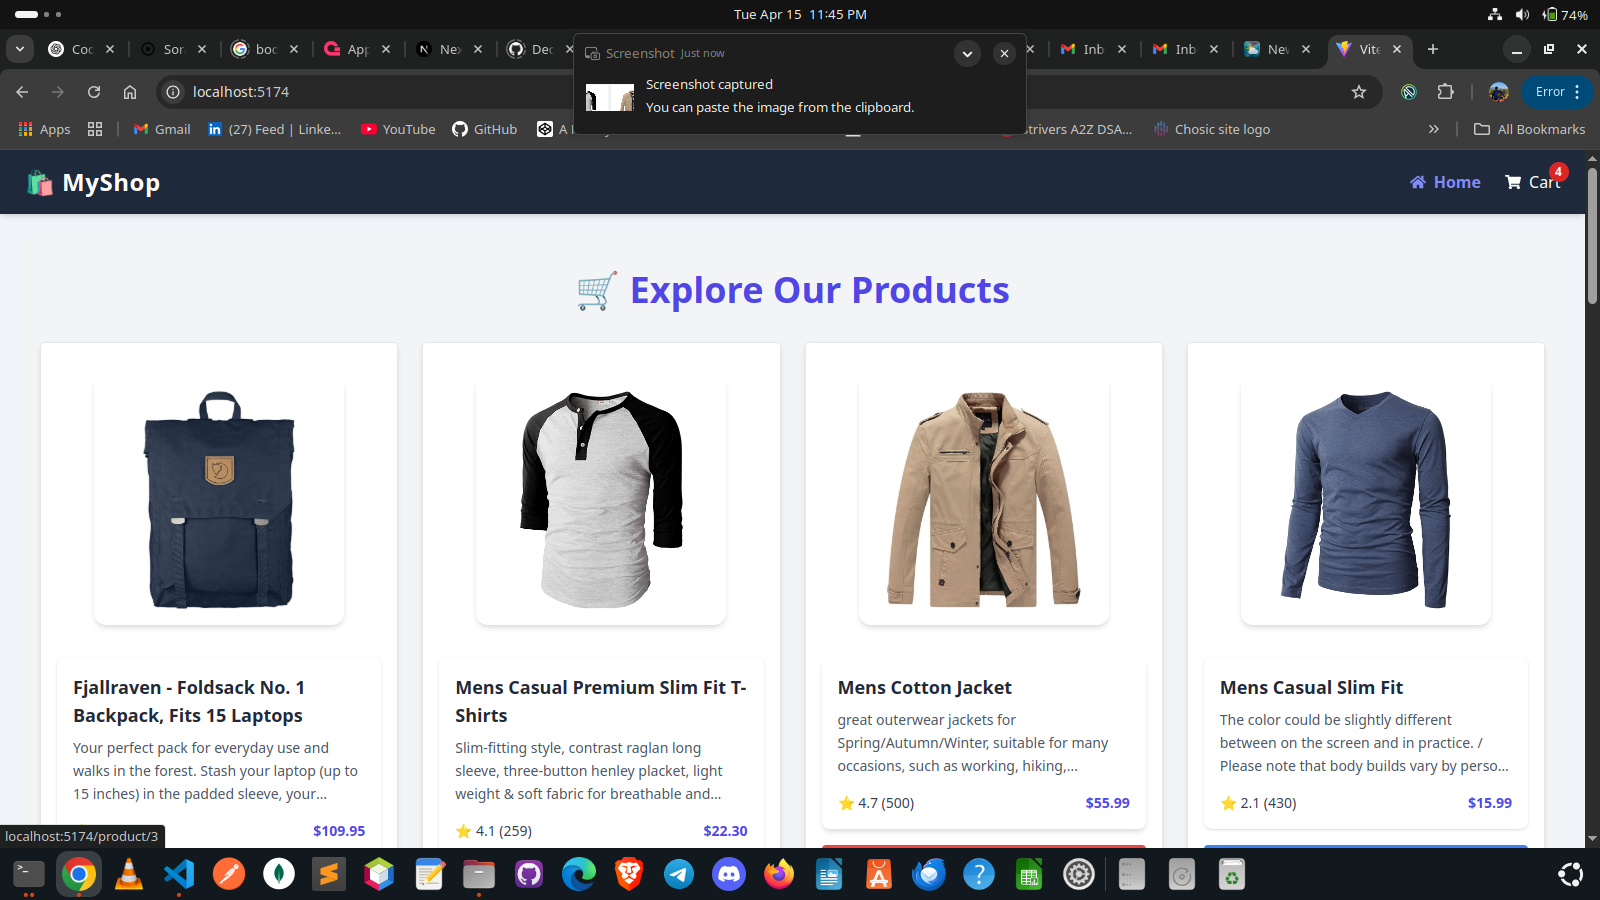 Tue Apr 15 11:45 PM
74%
Coc
Sor
boc
App
Nex
Dec
Inb
Inb
Nev
Vite
Screenshot Just now
Screenshot captured
You can paste the image from the clipboard.
localhost:5174
Error
Apps
Gmail
(27) Feed | Linke...
YouTube
GitHub
A
trivers A2Z DSA...
Chosic site logo
All Bookmarks
MyShop
Home
Cart
4
Explore Our Products
Fjallraven - Foldsack No. 1
Backpack, Fits 15 Laptops
Your perfect pack for everyday use and
walks in the forest. Stash your laptop (up to
15 inches) in the padded sleeve, your...
$109.95
Mens Casual Premium Slim Fit T-
Shirts
Slim-fitting style, contrast raglan long
sleeve, three-button henley placket, light
weight & soft fabric for breathable and...
4.1 (259)
$22.30
Mens Cotton Jacket
great outerwear jackets for
Spring/Autumn/Winter, suitable for many
occasions, such as working, hiking,...
4.7 (500)
$55.99
Mens Casual Slim Fit
The color could be slightly different
between on the screen and in practice. /
Please note that body builds vary by perso...
2.1 (430)
$15.99
localhost:5174/product/3